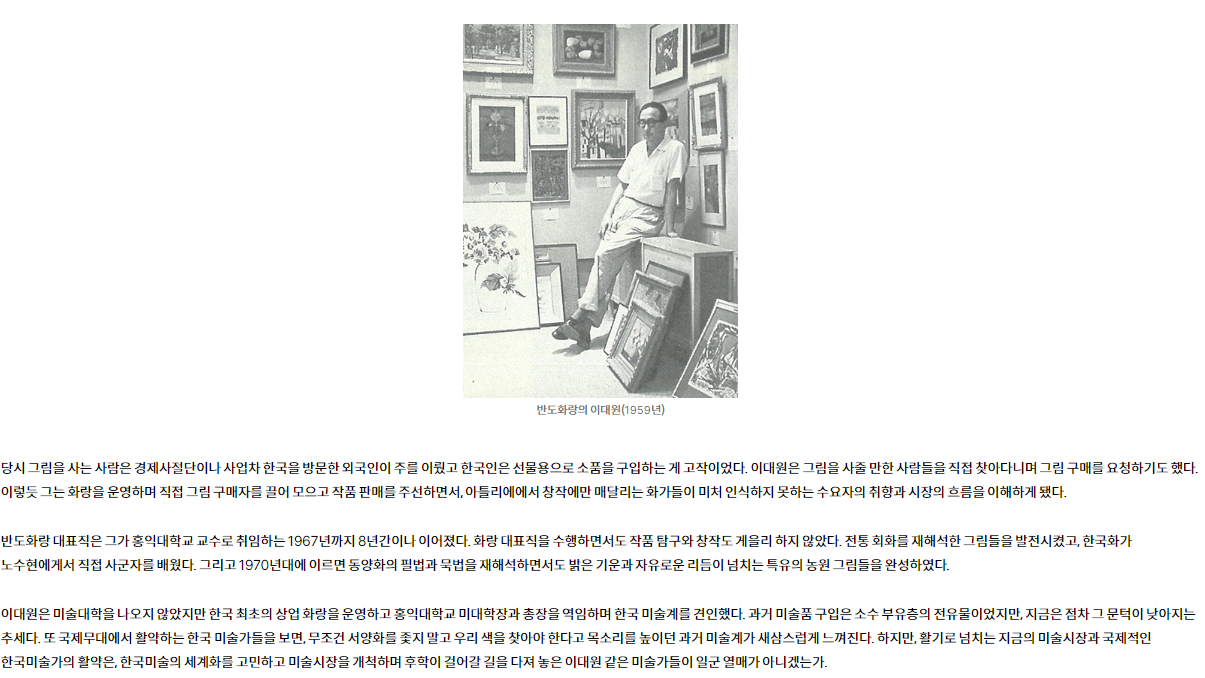 반도화랑의 이대원(1959년)
당시 그림을 사는 사람은 경제사절단이나 사업차 한국을 방문한 외국인이 주를 이뤘고 한국인은 선물용으로 소품을 구입하는 게 고작이었다. 이대원은 그림을 사줄 만한 사람들을 직접 찾아다니며 그림 구매를 요청하기도 했다.
이렇듯 그는 화랑을 운영하며 직접 그림 구매자를 끌어 모으고 작품 판매를 주선하면서, 아틀리에에서 창작에만 매달리는 화가들이 미처 인식하지 못하는 수요자의 취향과 시장의 흐름을 이해하게 됐다.
반도화랑 대표직은 그가 홍익대학교 교수로 취임하는 1967년까지 8년간이나 이어졌다. 화랑 대표직을 수행하면서도 작품 탐구와 창작도 게을리 하지 않았다. 전통 회화를 재해석한 그림들을 발전시켰고, 한국화가
노수현에게서 직접 사군자를 배웠다. 그리고 1970년대에 이르면 동양화의 필법과 묵법을 재해석하면서도 밝은 기운과 자유로운 리듬이 넘치는 특유의 농원 그림들을 완성하였다.
이대원은 미술대학을 나오지 않았지만 한국 최초의 상업 화랑을 운영하고 홍익대학교 미대학장과 총장을 역임하며 한국 미술계를 견인했다. 과거 미술품 구입은 소수 부유층의 전유물이었지만, 지금은 점차 그 문턱이 낮아지는
추세다. 또 국제무대에서 활약하는 한국 미술가들을 보면, 무조건 서양화를 좇지 말고 우리 색을 찾아야 한다고 목소리를 높이던 과거 미술계가 새삼스럽게 느껴진다. 하지만, 활기로 넘치는 지금의 미술시장과 국제적인
한국미술가의 활약은, 한국미술의 세계화를 고민하고 미술시장을 개척하며 후학이 걸어갈 길을 다져 놓은 이대원 같은 미술가들이 일군 열매가 아니겠는가.